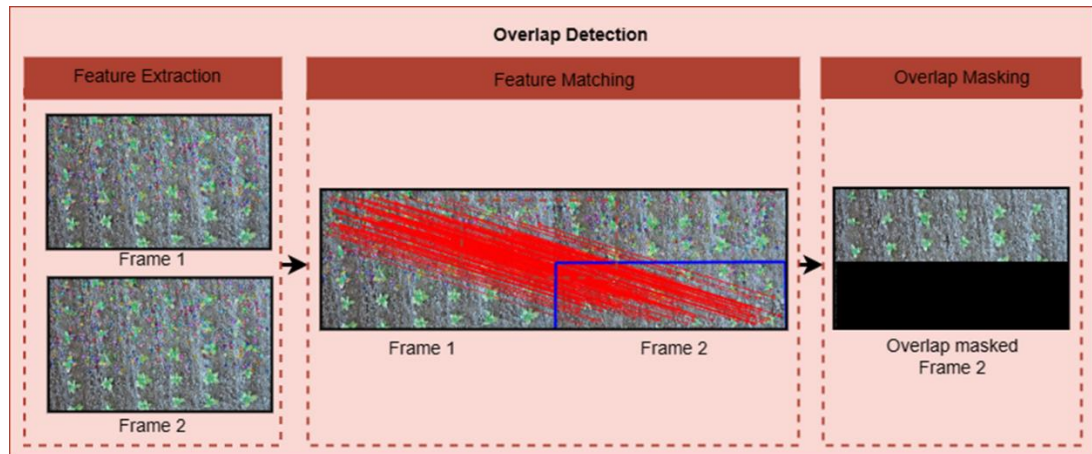 Overlap Detection
Feature Extraction
Frame 1
Frame 2
Feature Matching
Frame 1
Frame 2
Overlap Masking
Overlap masked
Frame 2